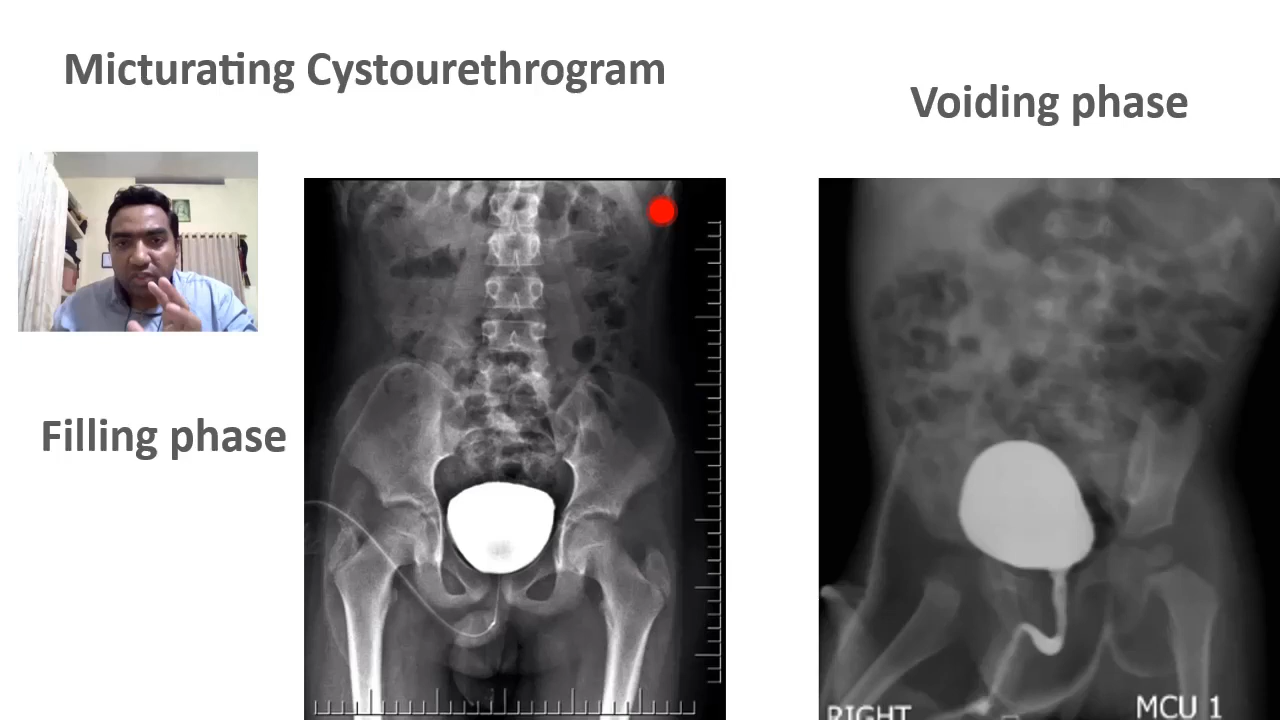 Micturating Cystourethrogram
Voiding phase
Filling phase
RIGHT
MCU 1